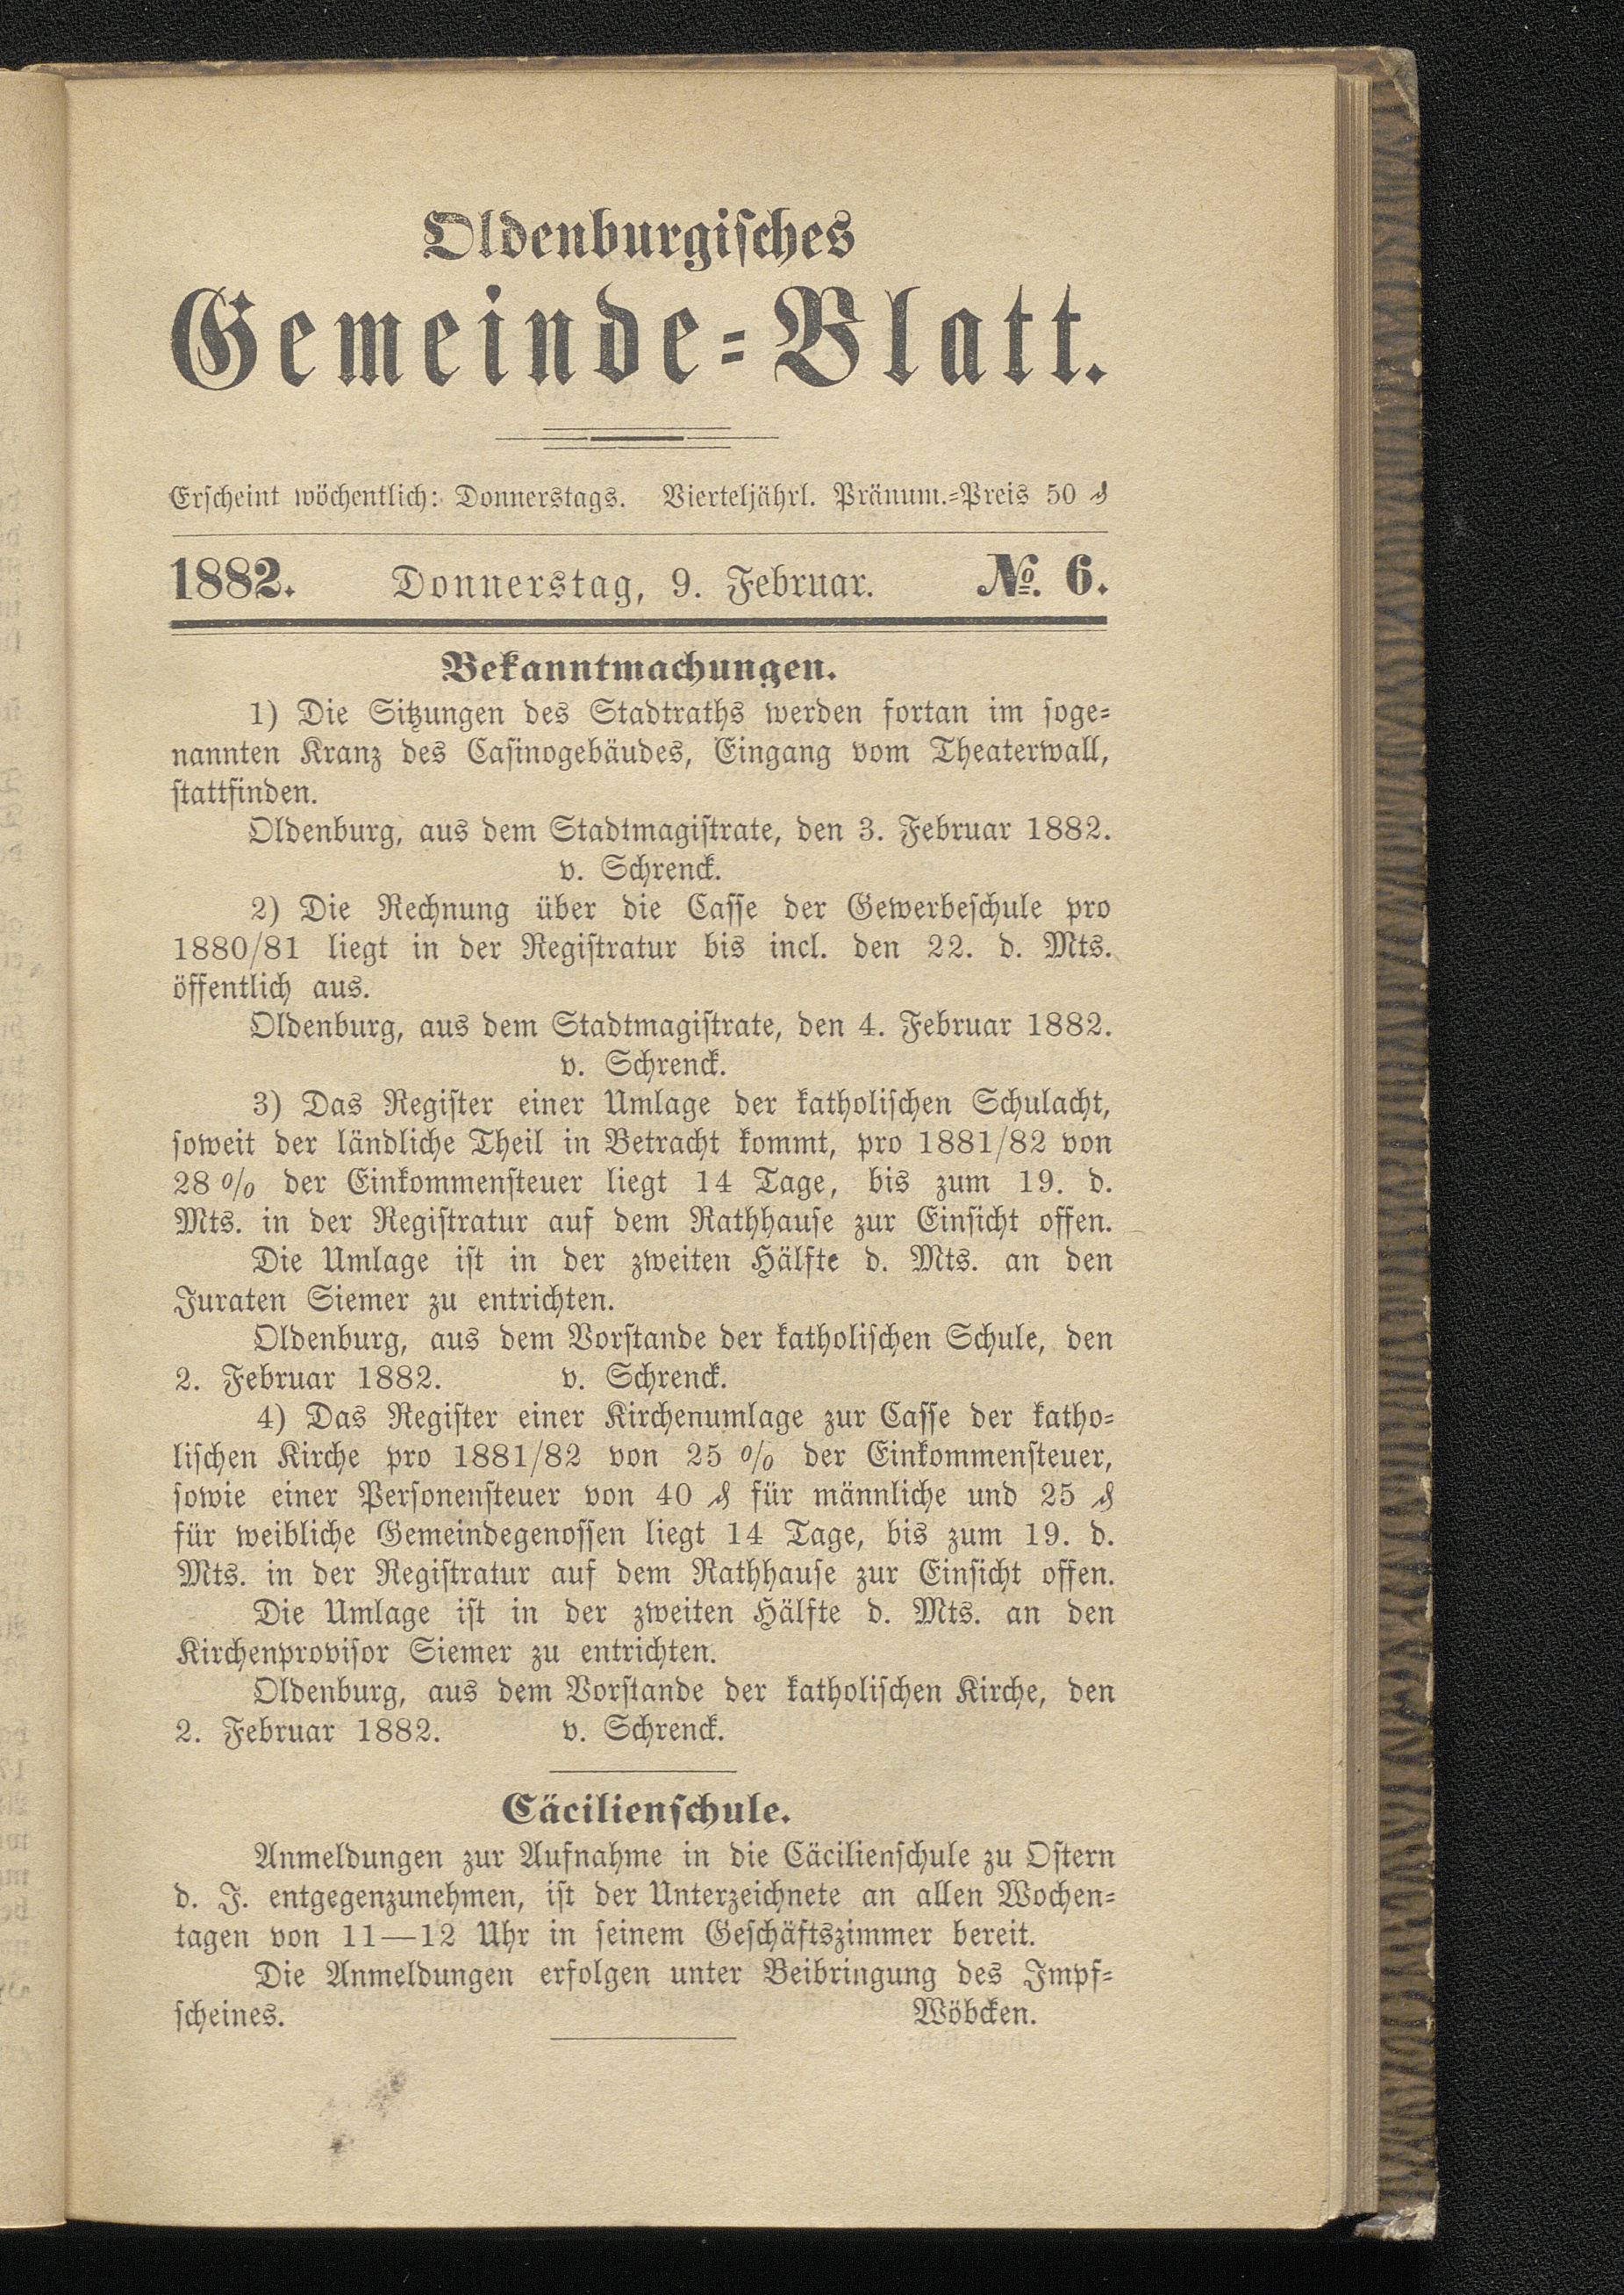 Oldenburgisches
Gemeinde-Blatt.
Erscheint wöchentlich: Donnerstags. Vierteljährl. Pränum.-Preis 50 ₰
1882. Donnerstag, 9. Februar. №. 6.
Bekanntmachungen.
1) Die Sitzungen des Stadtraths werden fortan im soge-
nannten Kranz des Casinogebäudes, Eingang vom Theaterwall,
stattfinden.
Oldenburg, aus dem Stadtmagistrate, den 3. Februar 1882.
v. Schrenck.
2) Die Rechnung über die Casse der Gewerbeschule pro
1880/81 liegt in der Registratur bis incl. den 22. d. Mts.
öffentlich aus.
Oldenburg, aus dem Stadtmagistrate, den 4. Februar 1882.
v. Schrenck.
3) Das Register einer Umlage der katholischen Schulacht,
soweit der ländliche Theil in Betracht kommt, pro 1881/82 von
28 % der Einkommensteuer liegt 14 Tage, bis zum 19. d.
Mts. in der Registratur auf dem Rathhause zur Einsicht offen.
Die Umlage ist in der zweiten Hälfte d. Mts. an den
Juraten Siemer zu entrichten.
Oldenburg, aus dem Vorstande der katholischen Schule, den
2. Februar 1882. v. Schrenck.
4) Das Register einer Kirchenumlage zur Casse der katho-
lischen Kirche pro 1881/82 von 25 % der Einkommensteuer,
sowie einer Personensteuer von 40 ₰ für männliche und 25 ₰
für weibliche Gemeindegenossen liegt 14 Tage, bis zum 19. d.
Mts. in der Registratur auf dem Rathhause zur Einsicht offen.
Die Umlage ist in der zweiten Hälfte d. Mts. an den
Kirchenprovisor Siemer zu entrichten.
Oldenburg, aus dem Vorstande der katholischen Kirche, den
2. Februar 1882. v. Schrenck.
Cäcilienschule.
Anmeldungen zur Aufnahme in die Cäcilienschule zu Ostern
d. J. entgegenzunehmen, ist der Unterzeichnete an allen Wochen-
tagen von 11—12 Uhr in seinem Geschäftszimmer bereit.
Die Anmeldungen erfolgen unter Beibringung des Impf-
scheines. Wöbcken.